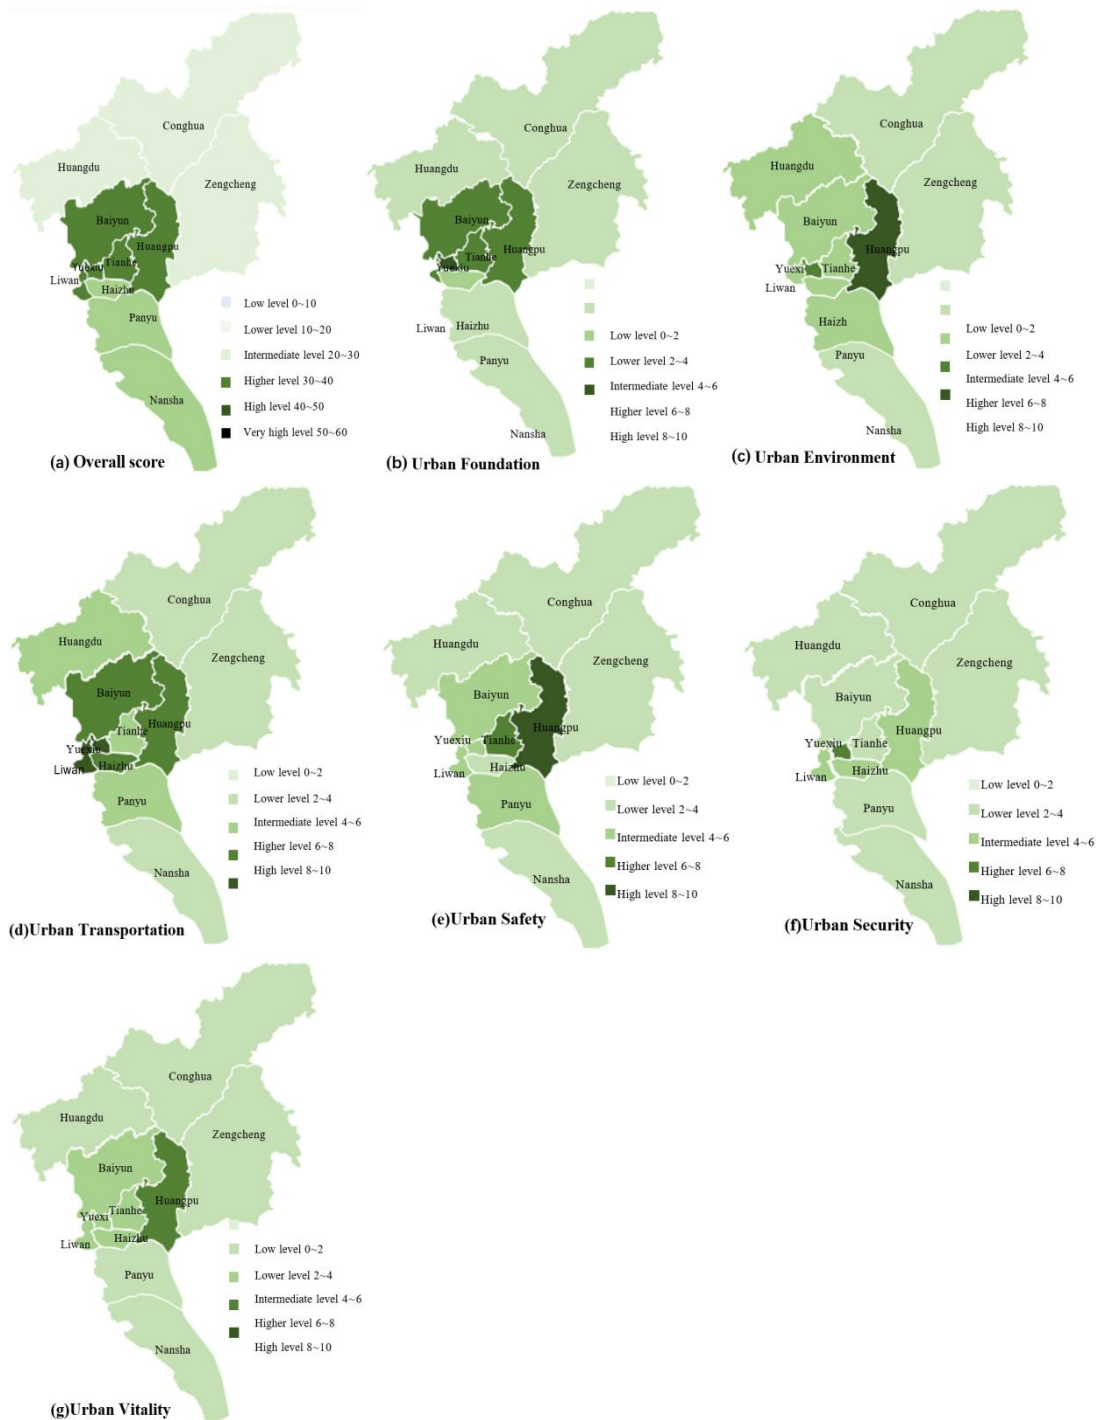 Conghua
Huangdu
Zengcheng
Baiyun
Huangpu
Tianhe
Yuexiu
Liwan
Haizhu
Panyu
Nansha
Low level 0~10
Lower level 10~20
Intermediate level 20~30
Higher level 30~40
High level 40~50
Very high level 50~60
(a) Overall score
Conghua
Huangdu
Zengcheng
Baiyun
Huangpu
Tianhe
Yuexiu
Liwan
Haizhu
Panyu
Nansha
Low level 0~2
Lower level 2~4
Intermediate level 4~6
Higher level 6~8
High level 8~10
(b) Urban Foundation
Conghua
Huangdu
Zengcheng
Baiyun
Huangpu
Yuexi
Tianhe
Liwan
Haizh
Panyu
Nansha
Low level 0~2
Lower level 2~4
Intermediate level 4~6
Higher level 6~8
High level 8~10
(c) Urban Environment
Conghua
Huangdu
Zengcheng
Baiyun
Huangpu
Tianhe
Yuexiu
Liwan
Haizhu
Panyu
Nansha
Low level 0~2
Lower level 2~4
Intermediate level 4~6
Higher level 6~8
High level 8~10
(d)Urban Transportation
Conghua
Huangdu
Zengcheng
Baiyun
Huangpu
Yuexiu
Tianhe
Liwan
Haizhu
Panyu
Nansha
Low level 0~2
Lower level 2~4
Intermediate level 4~6
Higher level 6~8
High level 8~10
(e)Urban Safety
Conghua
Huangdu
Zengcheng
Baiyun
Huangpu
Yuexiu
Tianhe
Liwan
Haizhu
Panyu
Nansha
Low level 0~2
Lower level 2~4
Intermediate level 4~6
Higher level 6~8
High level 8~10
(f)Urban Security
Conghua
Huangdu
Zengcheng
Baiyun
Huangpu
Yuexi
Tianhe
Liwan
Haizhu
Panyu
Nansha
Low level 0~2
Lower level 2~4
Intermediate level 4~6
Higher level 6~8
High level 8~10
(g)Urban Vitality